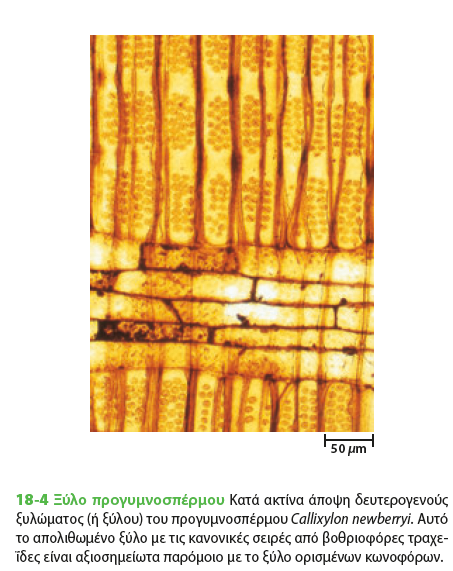 50 μm
18-4 Ξύλο προγυμνοσπέρμου Κατά ακτίνα άποψη δευτερογενούς
ξυλώματος (ή ξύλου) του προγυμνοσπέρμου Callixylon newberryi. Αυτό
το απολιθωμένο ξύλο με τις κανονικές σειρές από βοθριοφόρες τραχε-
ΐδες είναι αξιοσημείωτα παρόμοιο με το ξύλο ορισμένων κωνοφόρων.